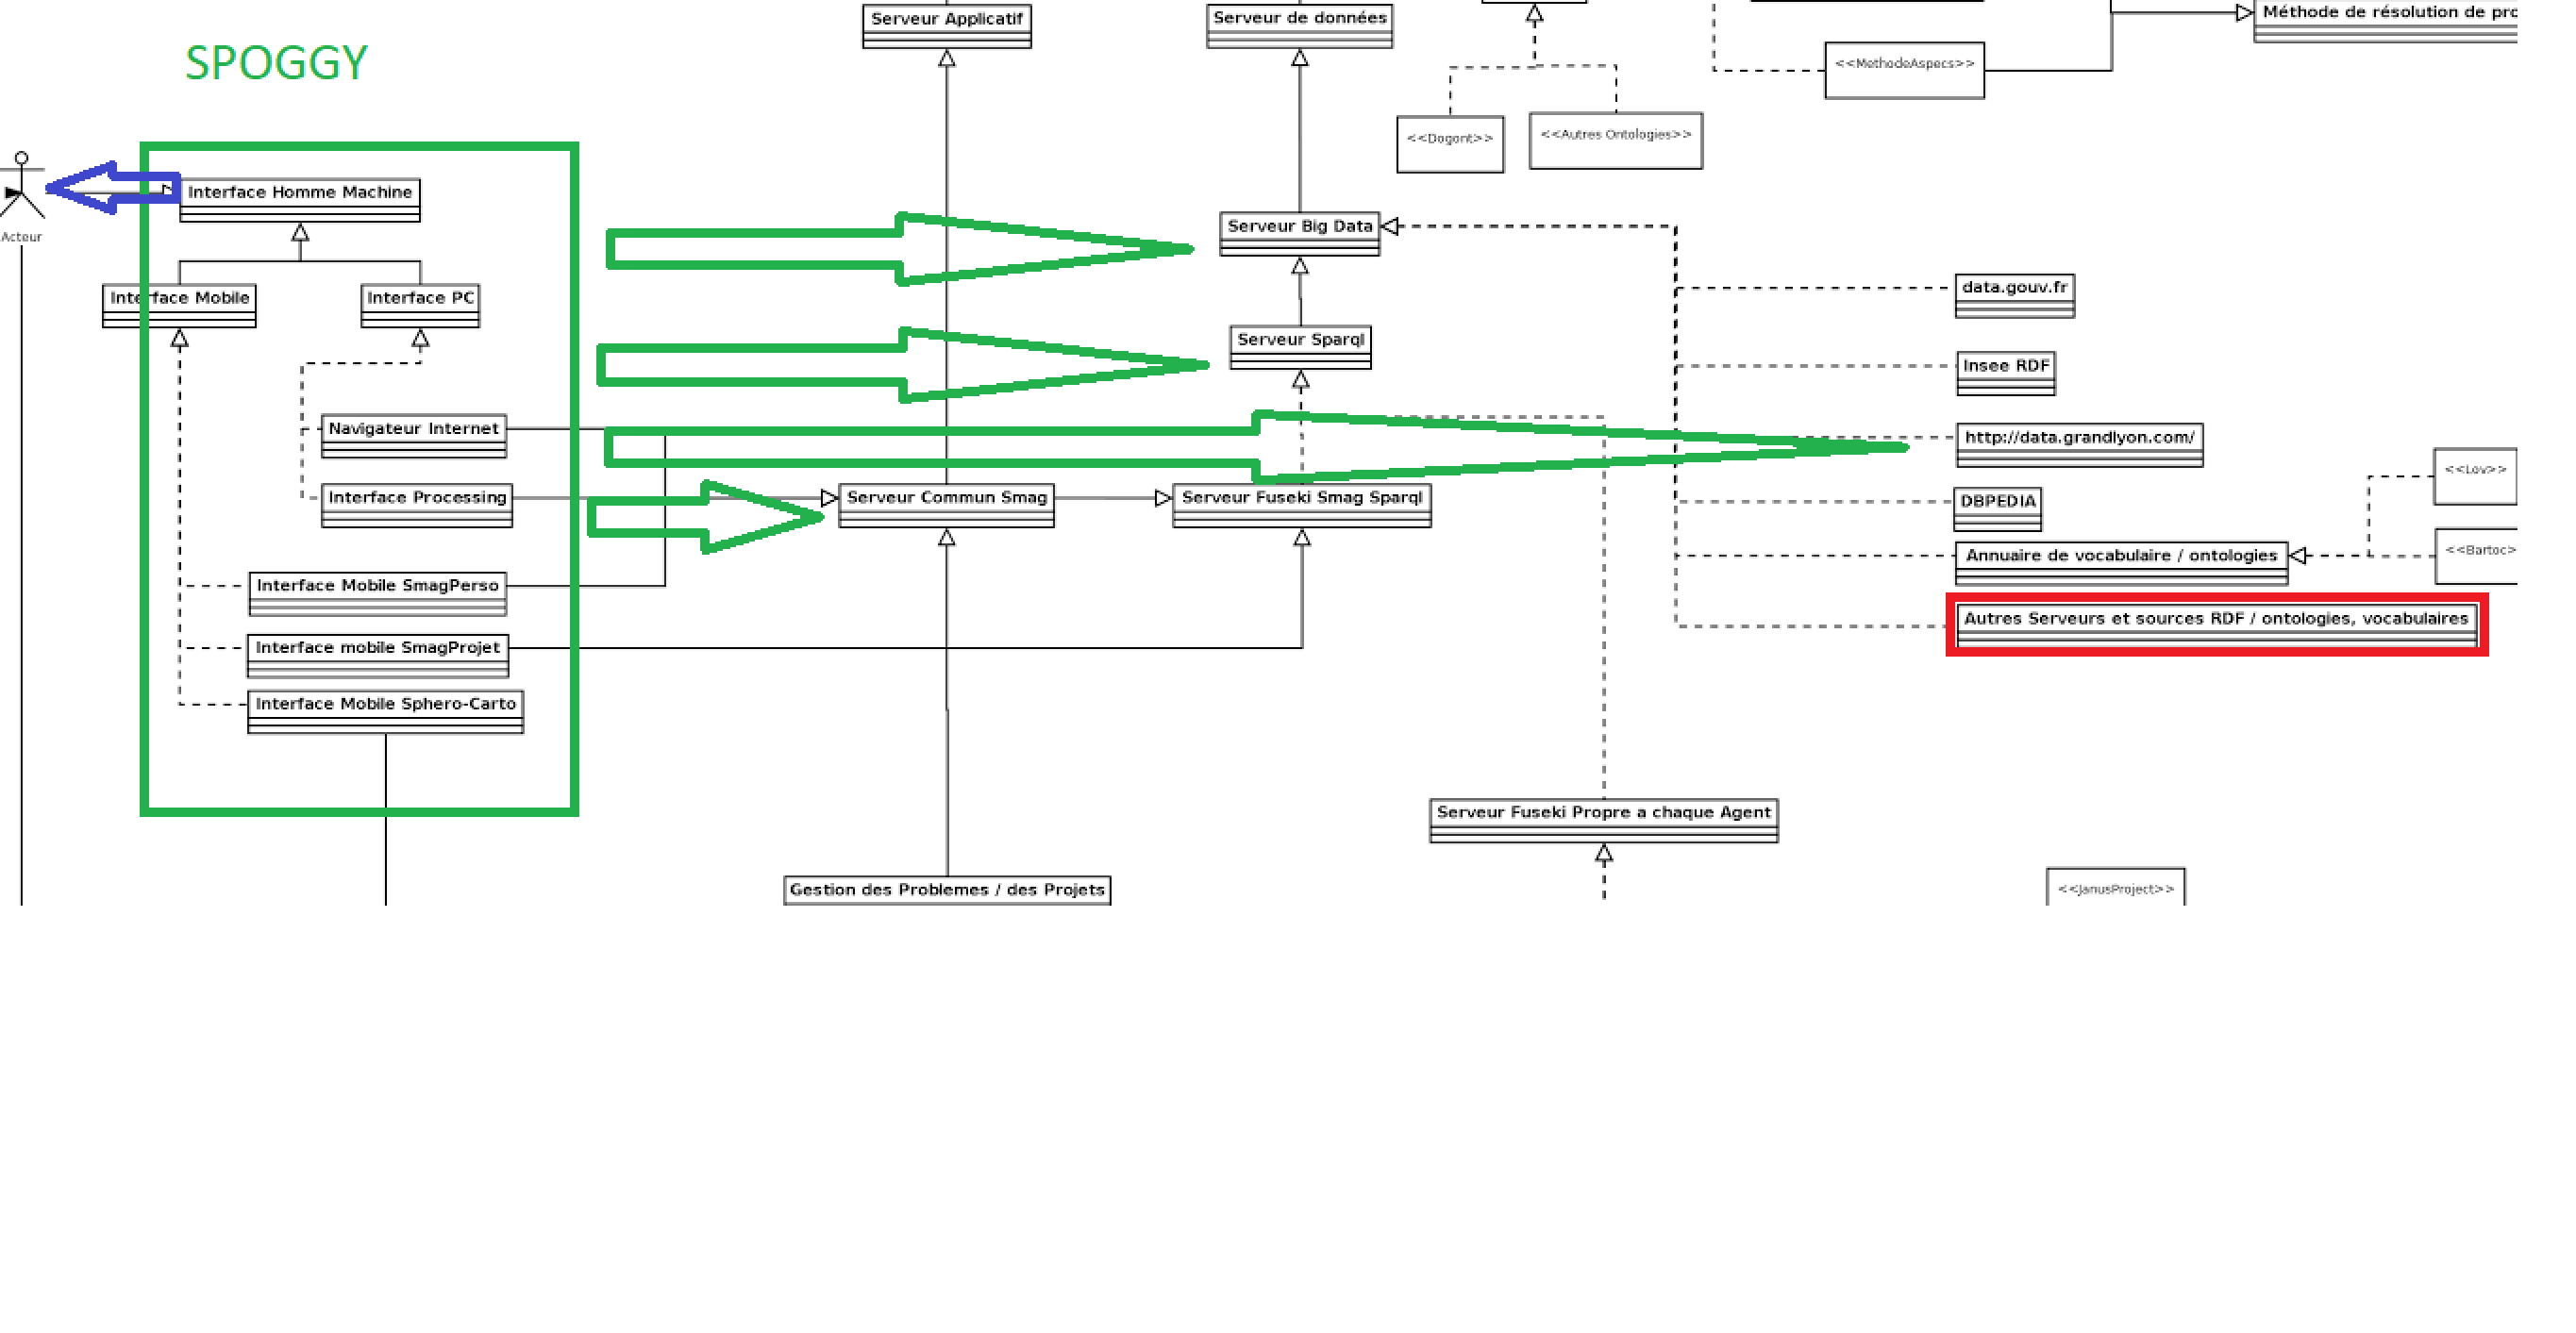 Serveur Applicatif
Serveur de données
Méthode de résolution de pro
SPOGGY
<<MethodeAspecs>>
<<Dogont>>
<<Autres Ontologies>>
Interface Homme Machine
Acteur
Serveur Big Data
Interface Mobile
Interface PC
data.gouv.fr
Serveur Sparql
Insee RDF
Navigateur Internet
http://data.grandlyon.com/
<<Lov>>
Interface Processing
Serveur Commun Smag
Serveur Fuseki Smag Sparql
DBPEDIA
Annuaire de vocabulaire / ontologies
<<Bartoc>
Interface Mobile SmagPerso
Autres Serveurs et sources RDF / ontologies, vocabulaires
Interface mobile SmagProjet
Interface Mobile Sphero-Carto
Serveur Fuseki Propre a chaque Agent
Gestion des Problemes / des Projets
<<JanusProject>>